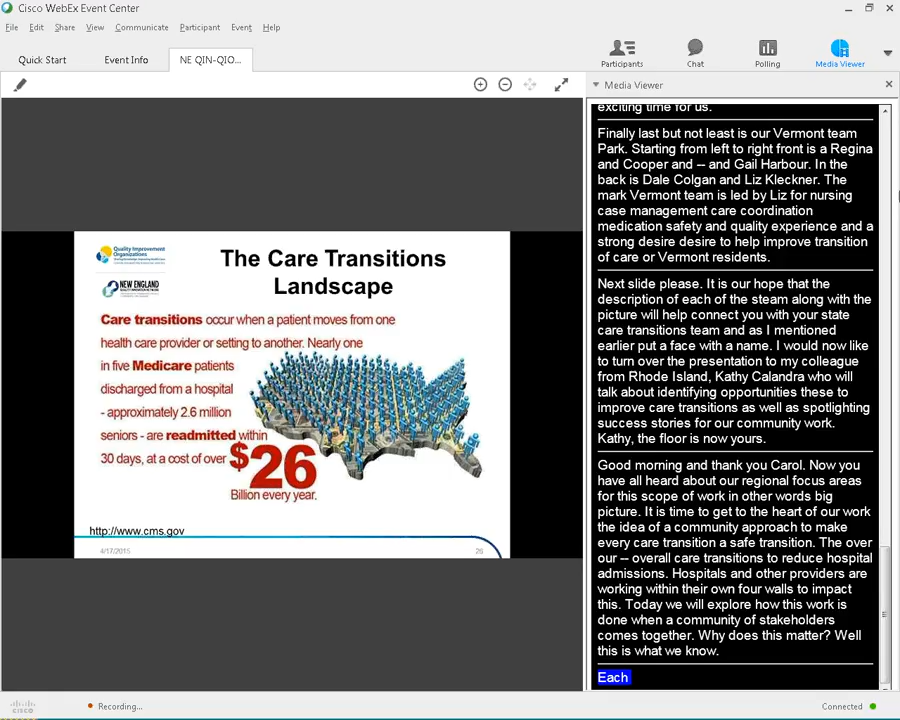 Cisco WebEx Event Center
File Edit Share View Communicate Participant Event Help
Quick Start Event Info NE QIN-QIO...
Participants Chat Polling Media Viewer
Media Viewer
Quality Improvement
Organizations
NEW ENGLAND
The Care Transitions
Landscape
Care transitions occur when a patient moves from one
health care provider or setting to another. Nearly one
in five Medicare patients
discharged from a hospital
- approximately 2.6 million
seniors - are readmitted within
30 days, at a cost of over $26
Billion every year.
http://www.cms.gov
4/17/2015 26
exciting time for us.
Finally last but not least is our Vermont team
Park. Starting from left to right front is a Regina
and Cooper and -- and Gail Harbour. In the
back is Dale Colgan and Liz Kleckner. The
mark Vermont team is led by Liz for nursing
case management care coordination
medication safety and quality experience and a
strong desire desire to help improve transition
of care or Vermont residents.
Next slide please. It is our hope that the
description of each of the steam along with the
picture will help connect you with your state
care transitions team and as I mentioned
earlier put a face with a name. I would now like
to turn over the presentation to my colleague
from Rhode Island, Kathy Calandra who will
talk about identifying opportunities these to
improve care transitions as well as spotlighting
success stories for our community work.
Kathy, the floor is now yours.
Good morning and thank you Carol. Now you
have all heard about our regional focus areas
for this scope of work in other words big
picture. It is time to get to the heart of our work
the idea of a community approach to make
every care transition a safe transition. The over
our -- overall care transitions to reduce hospital
admissions. Hospitals and other providers are
working within their own four walls to impact
this. Today we will explore how this work is
done when a community of stakeholders
comes together. Why does this matter? Well
this is what we know.
Each
cisco
Recording...
Connected